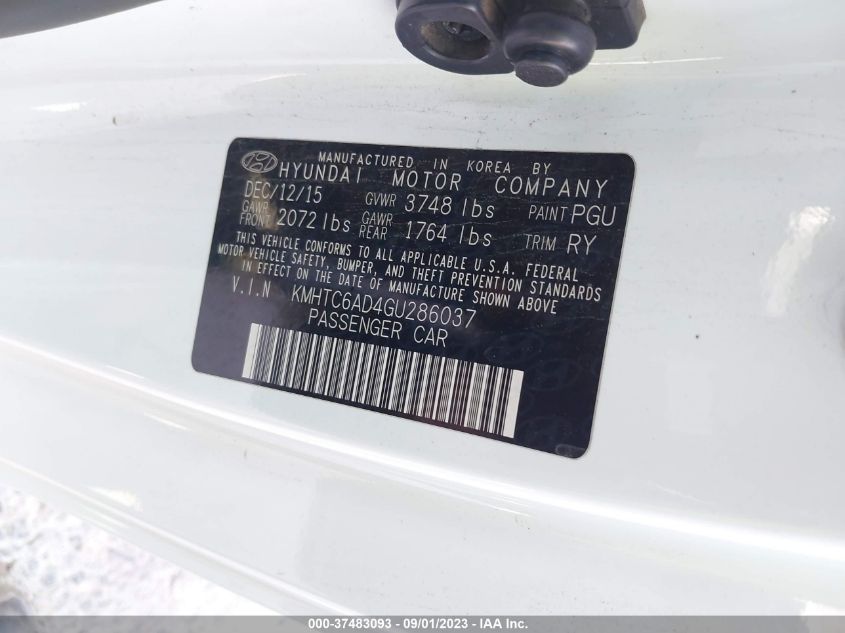 MANUFACTURED IN KOREA BY
HYUNDAI MOTOR COMPANY
DEC/12/15 GVWR 3748 lbs PAINT PGU
GAWR FRONT 2072 lbs GAWR REAR 1764 lbs TRIM RY
THIS VEHICLE CONFORMS TO ALL APPLICABLE U.S.A. FEDERAL
MOTOR VEHICLE SAFETY, BUMPER, AND THEFT PREVENTION STANDARDS
IN EFFECT ON THE DATE OF MANUFACTURE SHOWN ABOVE
V.I.N KMHTC6AD4GU286037
PASSENGER CAR
000-37483093 - 09/01/2023 - IAA Inc.